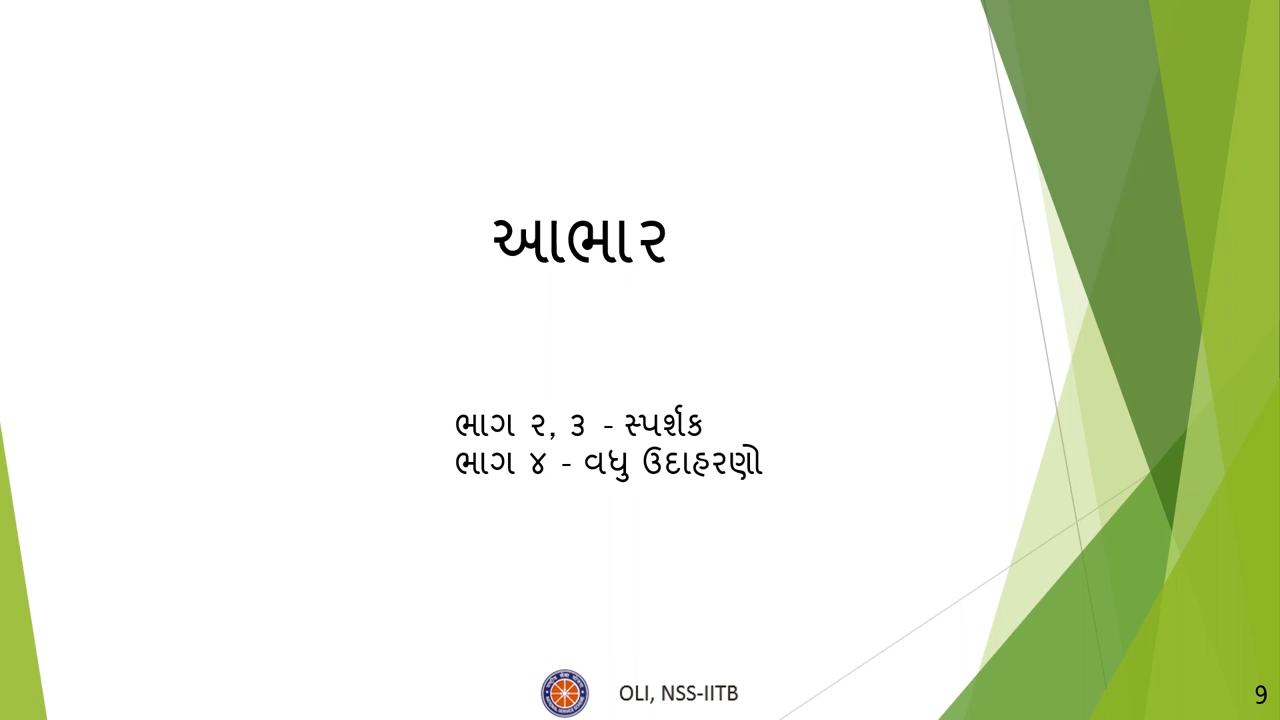 આભાર
ભાગ ૨, ૩ - સ્પર્શક
ભાગ ૪ - વધુ ઉદાહરણો
OLI, NSS-IITB
9